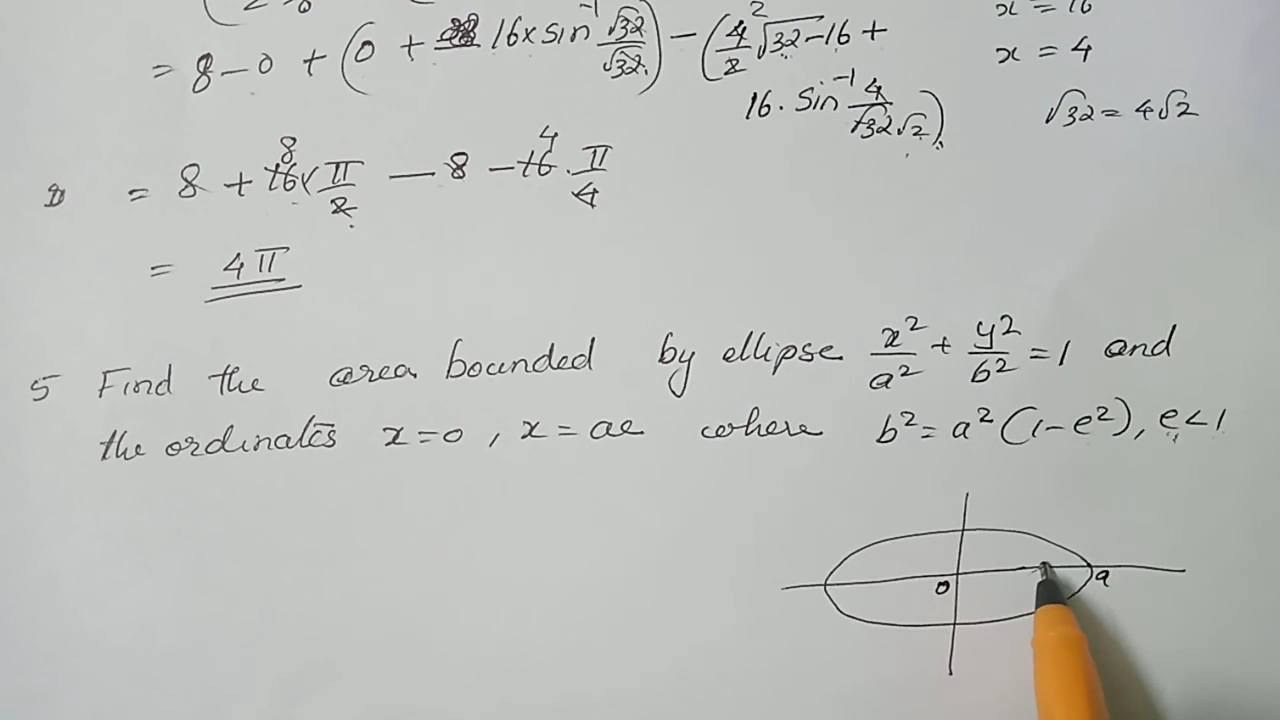 x = 16
= 8 - 0 + (0 + 16 × sin⁻¹ √32/√32) - (4/2 √32-16 +
x = 4
16 . sin⁻¹ 4/√32√2)
√32 = 4√2
= 8 + 16 × π/2 - 8 - 16 . π/4
8
4
= 4π
5 Find the area bounded by ellipse x²/a² + y²/b² = 1 and
the ordinates x=0, x=ae where b² = a² (1-e²), e<1
0
a